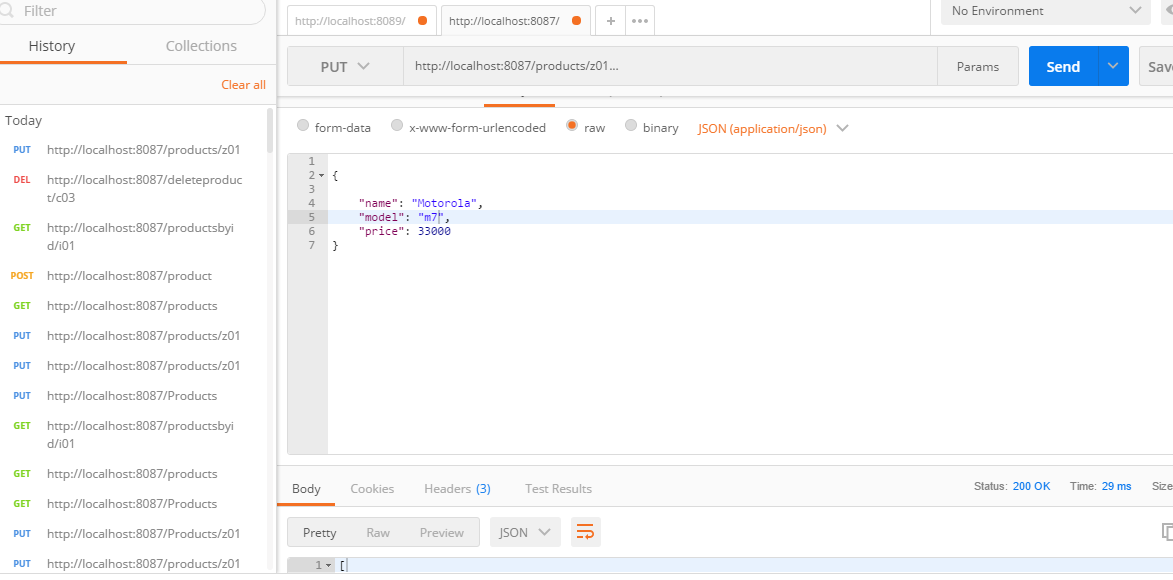 Filter
History Collections
Clear all
Today
PUT http://localhost:8087/products/z01
DEL http://localhost:8087/deleteproduc
t/c03
GET http://localhost:8087/productsbyi
d/i01
POST http://localhost:8087/product
GET http://localhost:8087/products
PUT http://localhost:8087/products/z01
PUT http://localhost:8087/products/z01
PUT http://localhost:8087/Products
GET http://localhost:8087/productsbyi
d/i01
GET http://localhost:8087/products
GET http://localhost:8087/Products
PUT http://localhost:8087/Products/z01
PUT http://localhost:8087/products/z01
http://localhost:8089/ http://localhost:8087/ + ••• No Environment
PUT http://localhost:8087/products/z01... Params Send Save
form-data x-www-form-urlencoded raw binary JSON (application/json)
1
2 {
3
4 "name": "Motorola",
5 "model": "m7",
6 "price": 33000
7 }
Body Cookies Headers (3) Test Results Status: 200 OK Time: 29 ms Size
Pretty Raw Preview JSON
1 [